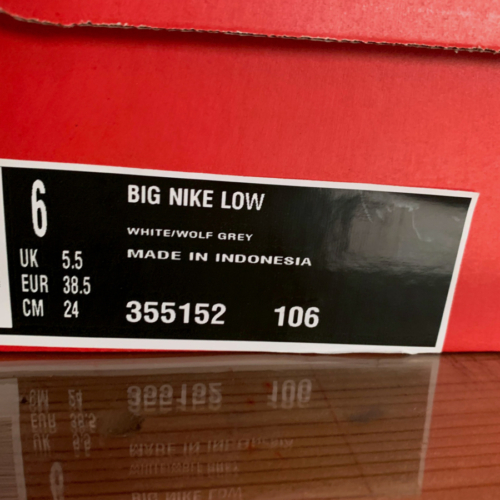 6
BIG NIKE LOW
WHITE/WOLF GREY
UK 5.5
MADE IN INDONESIA
EUR 38.5
CM 24
355152 106